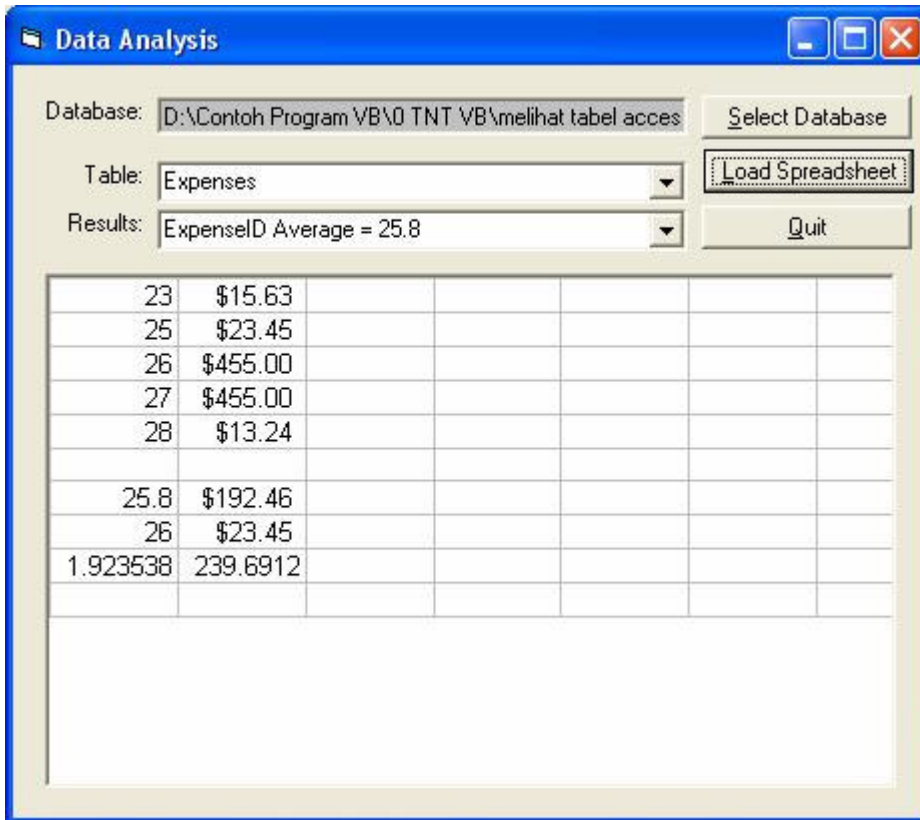 Data Analysis
Database: D:\Contoh Program VB\0 TNT VB\melihat tabel acces Select Database
Table: Expenses Load Spreadsheet
Results: ExpenseID Average = 25.8 Quit
23 $15.63
25 $23.45
26 $455.00
27 $455.00
28 $13.24
25.8 $192.46
26 $23.45
1.923538 239.6912